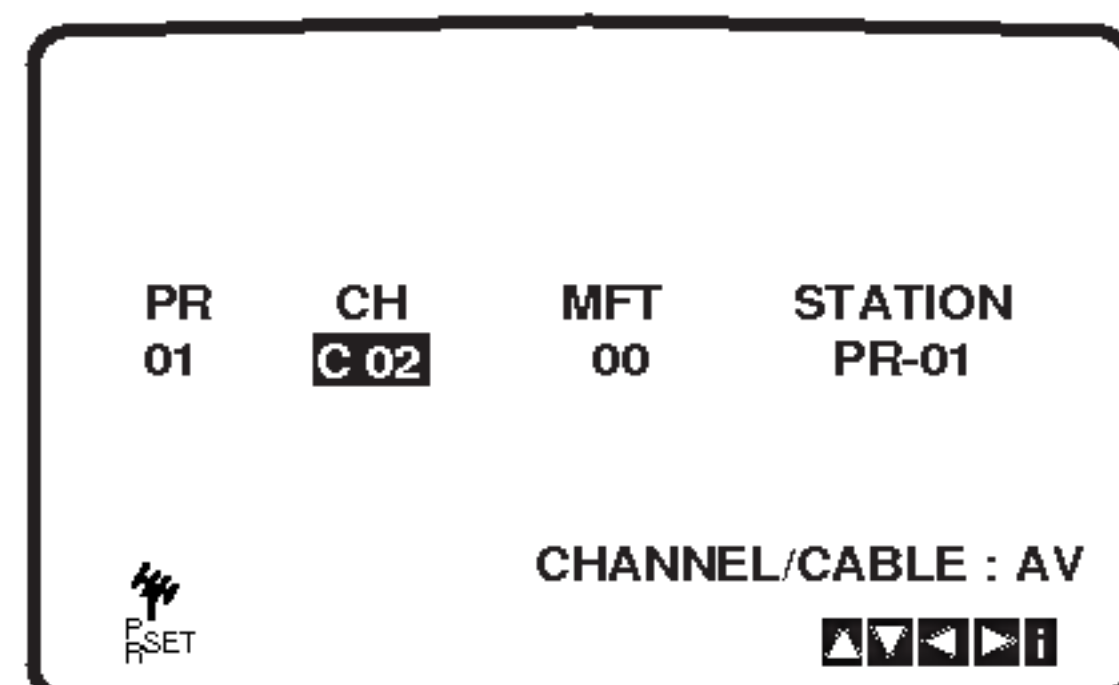 PR CH MFT STATION
01 C 02 00 PR-01
CHANNEL/CABLE : AV
PR SET
i